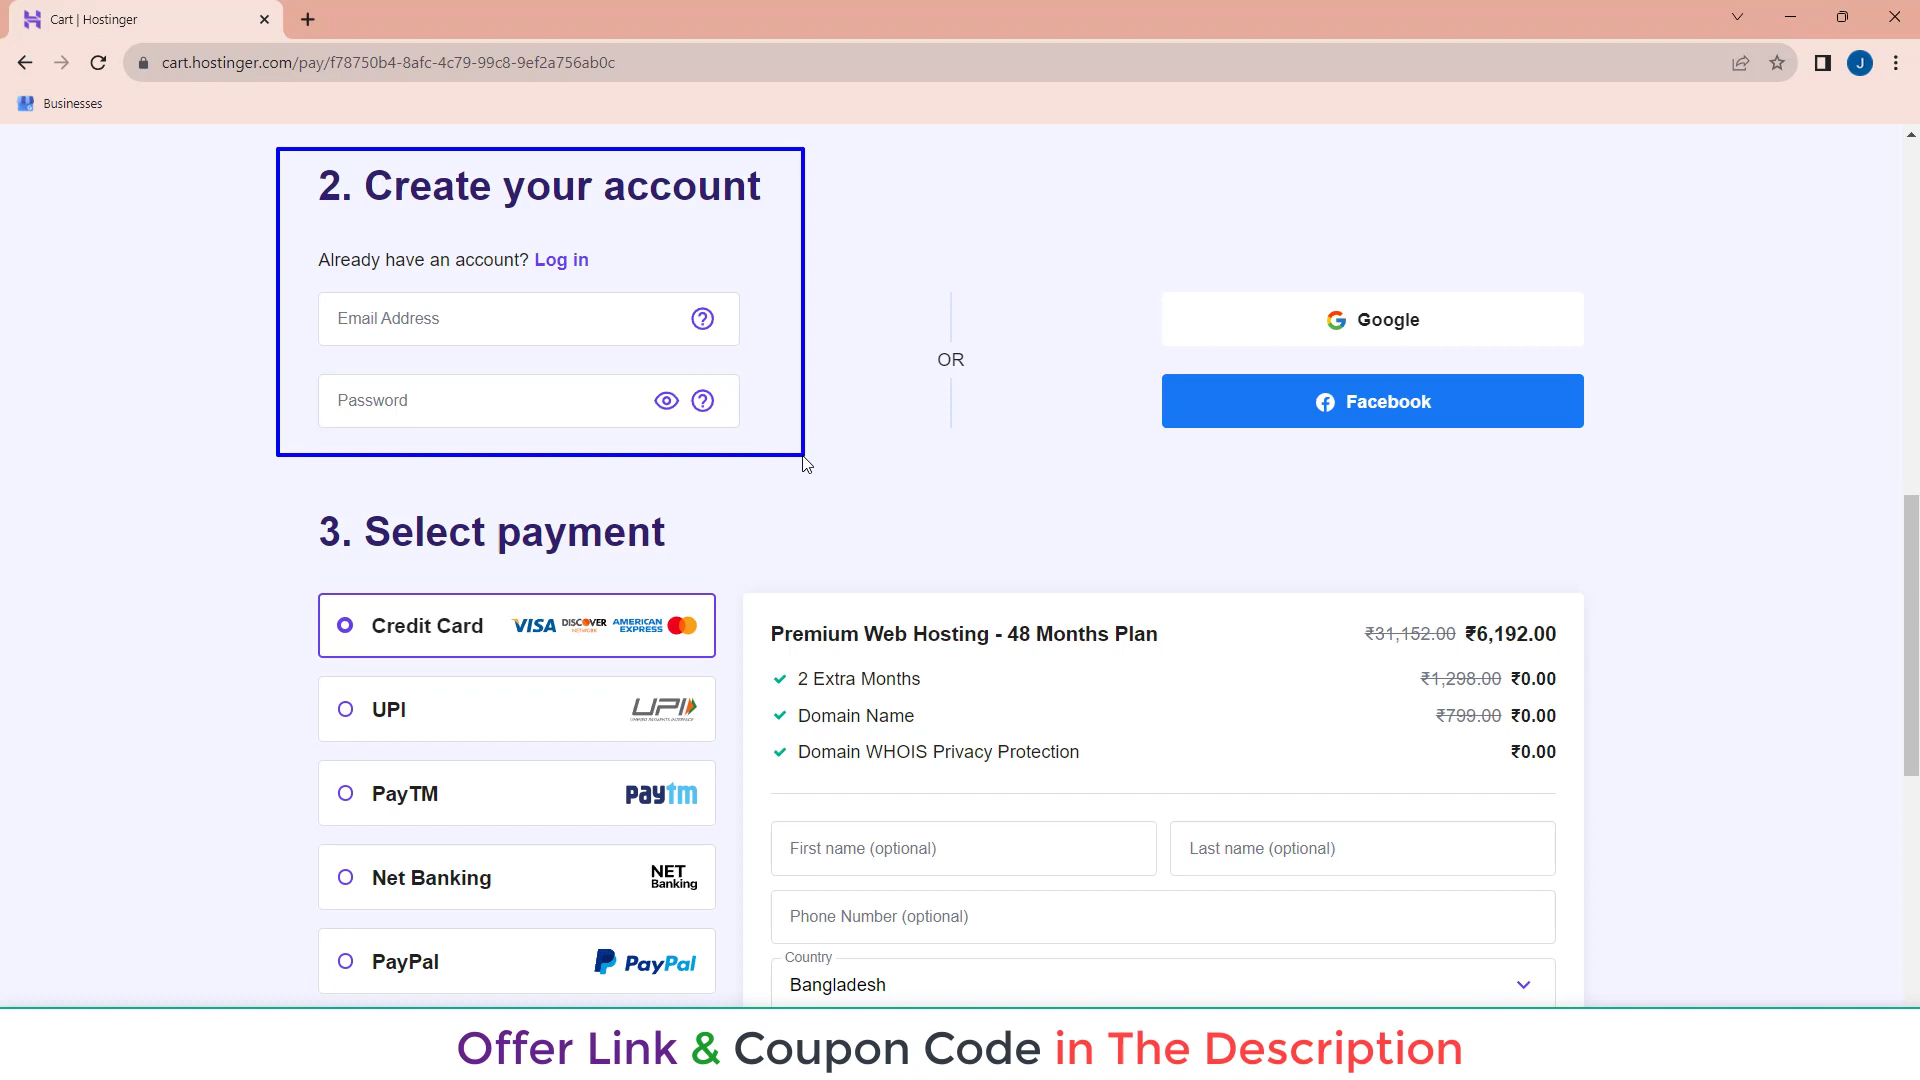 Cart | Hostinger
cart.hostinger.com/pay/f78750b4-8afc-4c79-99c8-9ef2a756ab0c
J
Businesses
2. Create your account
Already have an account? Log in
Email Address
Password
OR
Google
Facebook
3. Select payment
Credit Card VISA DISCOVER NETWORK AMERICAN EXPRESS
UPI UPI
PayTM paytm
Net Banking NET Banking
PayPal PayPal
Premium Web Hosting - 48 Months Plan ₹31,152.00 ₹6,192.00
2 Extra Months ₹1,298.00 ₹0.00
Domain Name ₹799.00 ₹0.00
Domain WHOIS Privacy Protection ₹0.00
First name (optional) Last name (optional)
Phone Number (optional)
Country
Bangladesh
Offer Link & Coupon Code in The Description